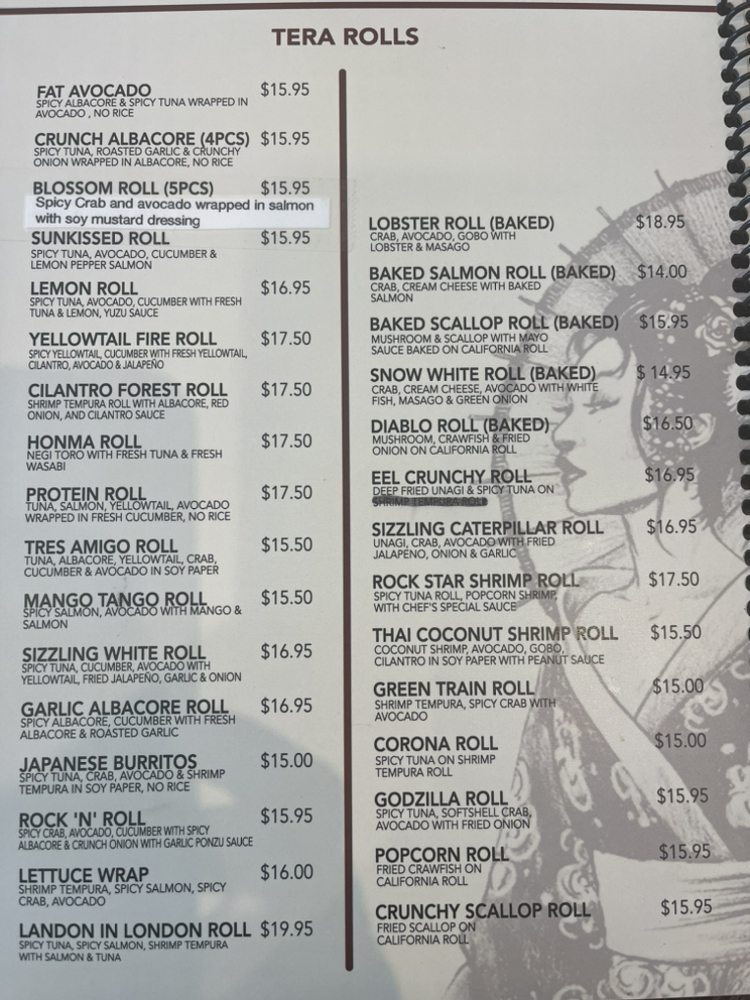 TERA ROLLS
FAT AVOCADO $15.95
SPICY ALBACORE & SPICY TUNA WRAPPED IN
AVOCADO , NO RICE
CRUNCH ALBACORE (4PCS) $15.95
SPICY TUNA, ROASTED GARLIC & CRUNCHY
ONION WRAPPED IN ALBACORE, NO RICE
BLOSSOM ROLL (5PCS) $15.95
Spicy Crab and avocado wrapped in salmon
with soy mustard dressing
SUNKISSED ROLL $15.95
SPICY TUNA, AVOCADO, CUCUMBER &
LEMON PEPPER SALMON
LEMON ROLL $16.95
SPICY TUNA, AVOCADO, CUCUMBER WITH FRESH
TUNA & LEMON, YUZU SAUCE
YELLOWTAIL FIRE ROLL $17.50
SPICY YELLOWTAIL, CUCUMBER WITH FRESH YELLOWTAIL,
CILANTRO, AVOCADO & JALAPEÑO
CILANTRO FOREST ROLL $17.50
SHRIMP TEMPURA ROLL WITH ALBACORE, RED
ONION, AND CILANTRO SAUCE
HONMA ROLL $17.50
NEGI TORO WITH FRESH TUNA & FRESH
WASABI
PROTEIN ROLL $17.50
TUNA, SALMON, YELLOWTAIL, AVOCADO
WRAPPED IN FRESH CUCUMBER, NO RICE
TRES AMIGO ROLL $15.50
TUNA, ALBACORE, YELLOWTAIL, CRAB,
CUCUMBER & AVOCADO IN SOY PAPER
MANGO TANGO ROLL $15.50
SPICY SALMON, AVOCADO WITH MANGO &
SALMON
SIZZLING WHITE ROLL $16.95
SPICY TUNA, CUCUMBER, AVOCADO WITH
YELLOWTAIL, FRIED JALAPEÑO, GARLIC & ONION
GARLIC ALBACORE ROLL $16.95
SPICY ALBACORE, CUCUMBER WITH FRESH
ALBACORE & ROASTED GARLIC
JAPANESE BURRITOS $15.00
SPICY TUNA, CRAB, AVOCADO & SHRIMP
TEMPURA IN SOY PAPER, NO RICE
ROCK 'N' ROLL $15.95
SPICY CRAB, AVOCADO, CUCUMBER WITH SPICY
ALBACORE & CRUNCH ONION WITH GARLIC PONZU SAUCE
LETTUCE WRAP $16.00
SHRIMP TEMPURA, SPICY SALMON, SPICY
CRAB, AVOCADO
LANDON IN LONDON ROLL $19.95
SPICY TUNA, SPICY SALMON, SHRIMP TEMPURA
WITH SALMON & TUNA
LOBSTER ROLL (BAKED) $18.95
CRAB, AVOCADO, GOBO WITH
LOBSTER & MASAGO
BAKED SALMON ROLL (BAKED) $14.00
CRAB, CREAM CHEESE WITH BAKED
SALMON
BAKED SCALLOP ROLL (BAKED) $15.95
MUSHROOM & SCALLOP WITH MAYO
SAUCE BAKED ON CALIFORNIA ROLL
SNOW WHITE ROLL (BAKED) $ 14.95
CRAB, CREAM CHEESE, AVOCADO WITH WHITE
FISH, MASAGO & GREEN ONION
DIABLO ROLL (BAKED) $16.50
MUSHROOM, CRAWFISH & FRIED
ONION ON CALIFORNIA ROLL
EEL CRUNCHY ROLL $16.95
DEEP FRIED UNAGI & SPICY TUNA ON
SHRIMP TEMPURA ROLL
SIZZLING CATERPILLAR ROLL $16.95
UNAGI, CRAB, AVOCADO WITH FRIED
JALAPENO, ONION & GARLIC
ROCK STAR SHRIMP ROLL $17.50
SPICY TUNA ROLL, POPCORN SHRIMP,
WITH CHEF'S SPECIAL SAUCE
THAI COCONUT SHRIMP ROLL $15.50
COCONUT SHRIMP, AVOCADO, GOBO,
CILANTRO IN SOY PAPER WITH PEANUT SAUCE
GREEN TRAIN ROLL $15.00
SHRIMP TEMPURA, SPICY CRAB WITH
AVOCADO
CORONA ROLL $15.00
SPICY TUNA ON SHRIMP
TEMPURA ROLL
GODZILLA ROLL $15.95
SPICY TUNA, SOFTSHELL CRAB,
AVOCADO WITH FRIED ONION
POPCORN ROLL $15.95
FRIED CRAWFISH ON
CALIFORNIA ROLL
CRUNCHY SCALLOP ROLL $15.95
FRIED SCALLOP ON
CALIFORNIA ROLL